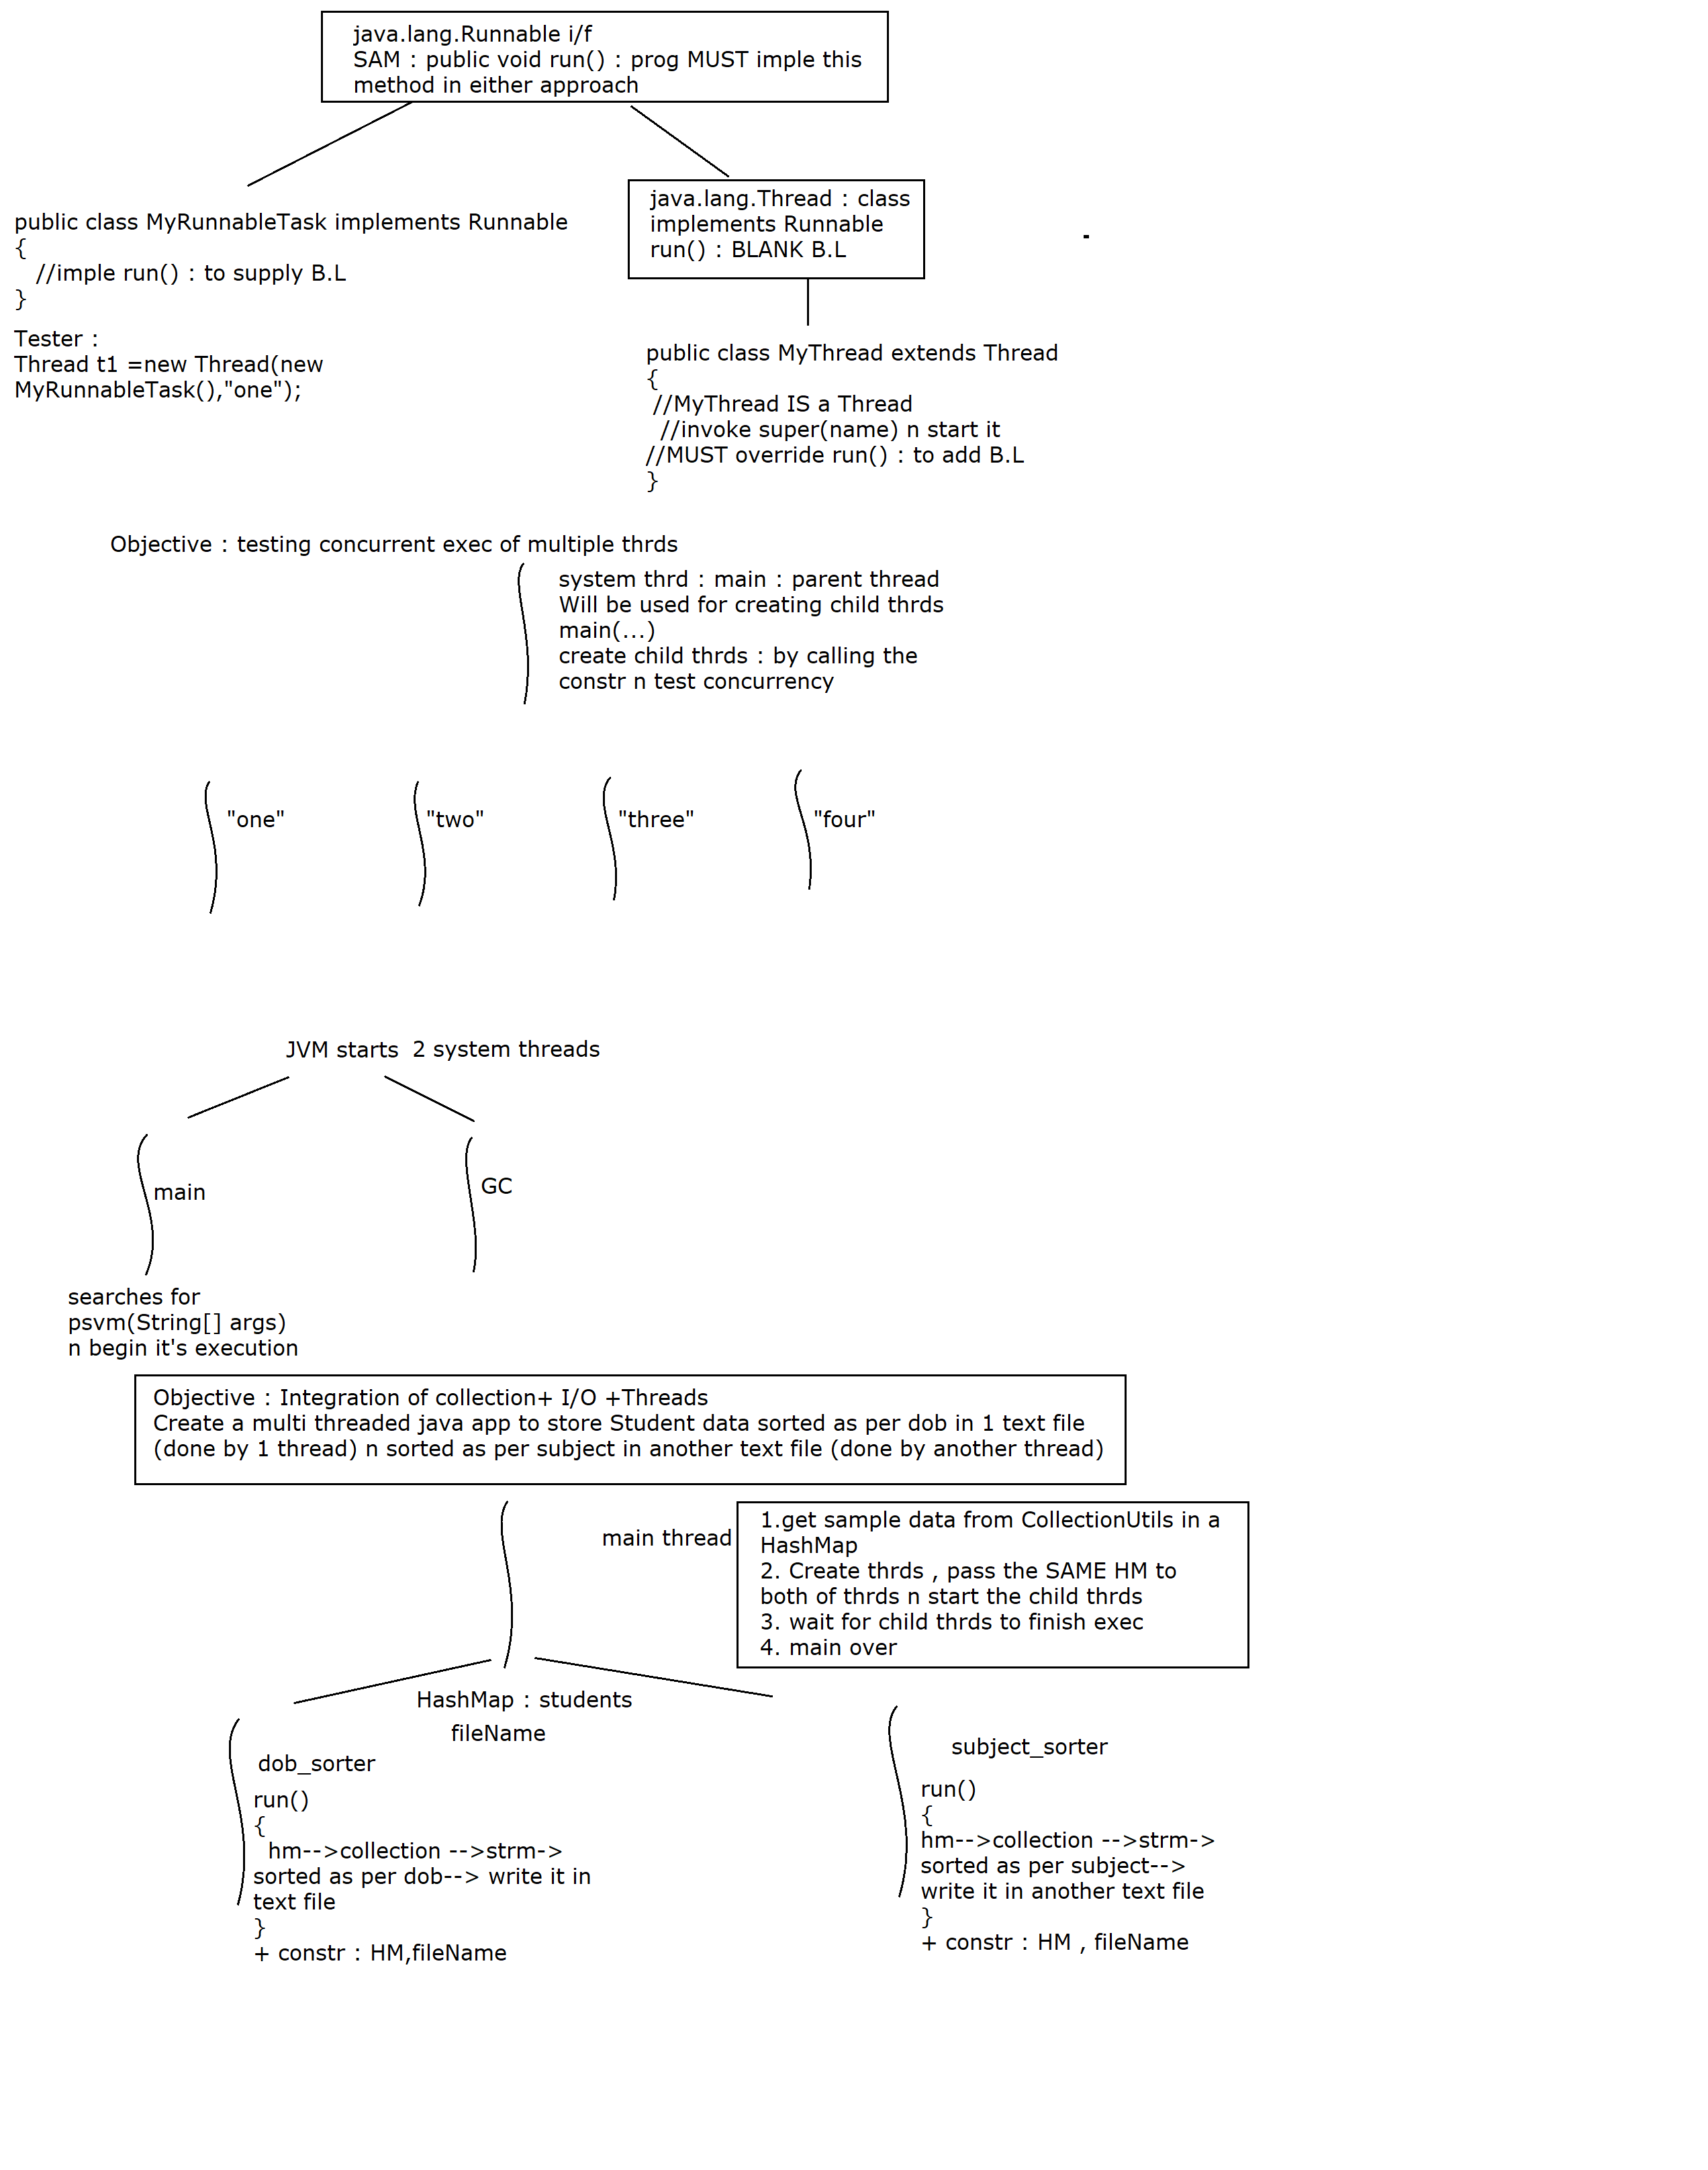 java.lang.Runnable i/f
SAM : public void run() : prog MUST imple this
method in either approach
public class MyRunnableTask implements Runnable
{
//imple run() : to supply B.L
}
Tester :
Thread t1 =new Thread(new
MyRunnableTask(),"one");
java.lang.Thread : class
implements Runnable
run() : BLANK B.L
public class MyThread extends Thread
{
//MyThread IS a Thread
//invoke super(name) n start it
//MUST override run() : to add B.L
}
Objective : testing concurrent exec of multiple thrds
system thrd : main : parent thread
Will be used for creating child thrds
main(...)
create child thrds : by calling the
constr n test concurrency
"one"
"two"
"three"
"four"
JVM starts  2 system threads
main
GC
searches for
psvm(String[] args)
n begin it's execution
Objective : Integration of collection+ I/O +Threads
Create a multi threaded java app to store Student data sorted as per dob in 1 text file
(done by 1 thread) n sorted as per subject in another text file (done by another thread)
main thread
1.get sample data from CollectionUtils in a
HashMap
2. Create thrds , pass the SAME HM to
both of thrds n start the child thrds
3. wait for child thrds to finish exec
4. main over
HashMap : students
fileName
dob_sorter
run()
{
hm-->collection -->strm->
sorted as per dob--> write it in
text file
}
+ constr : HM,fileName
subject_sorter
run()
{
hm-->collection -->strm->
sorted as per subject-->
write it in another text file
}
+ constr : HM , fileName